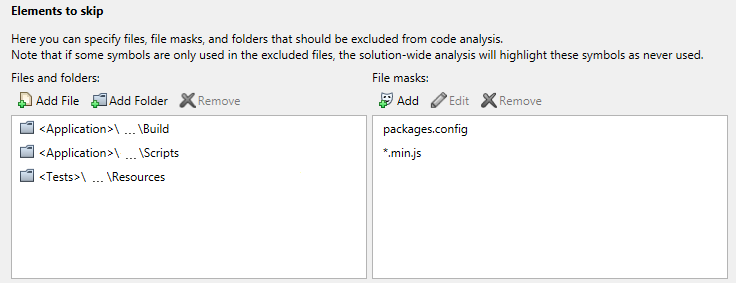 Elements to skip
Here you can specify files, file masks, and folders that should be excluded from code analysis.
Note that if some symbols are only used in the excluded files, the solution-wide analysis will highlight these symbols as never used.
Files and folders:
Add File Add Folder Remove
<Application>\ ... \Build
<Application>\ ... \Scripts
<Tests>\ ... \Resources
File masks:
Add Edit Remove
packages.config
*.min.js